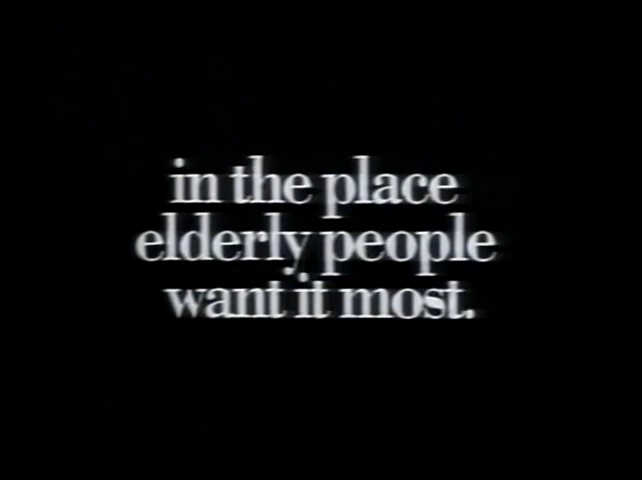 in the place
elderly people
want it most.